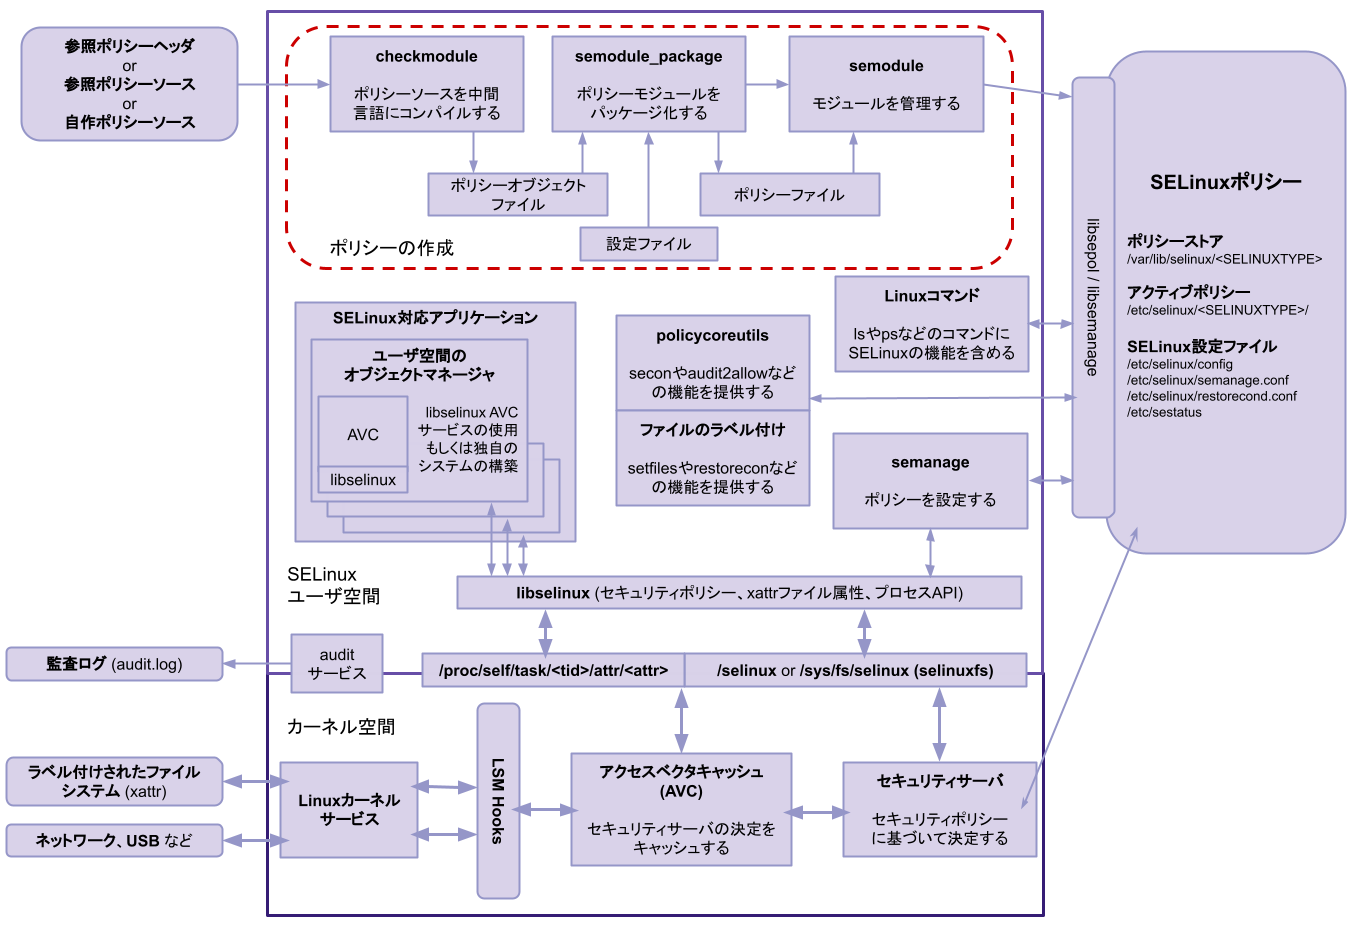 参照ポリシーヘッダ
or
参照ポリシーソース
or
自作ポリシーソース
checkmodule
ポリシーソースを中間
言語にコンパイルする
semodule_package
ポリシーモジュールを
パッケージ化する
semodule
モジュールを管理する
ポリシーオブジェクト
ファイル
ポリシーファイル
設定ファイル
ポリシーの作成
libsepol / libsemanage
SELinuxポリシー
ポリシーストア
/var/lib/selinux/<SELINUXTYPE>
アクティブポリシー
/etc/selinux/<SELINUXTYPE>/
SELinux設定ファイル
/etc/selinux/config
/etc/selinux/semanage.conf
/etc/selinux/restorecond.conf
/etc/sestatus
SELinux対応アプリケーション
ユーザ空間の
オブジェクトマネージャ
AVC
libselinux
libselinux AVC
サービスの使用
もしくは独自の
システムの構築
policycoreutils
seconやaudit2allowなど
の機能を提供する
ファイルのラベル付け
setfilesやrestoreconなど
の機能を提供する
Linuxコマンド
lsやpsなどのコマンドに
SELinuxの機能を含める
semanage
ポリシーを設定する
SELinux
ユーザ空間
libselinux (セキュリティポリシー、xattrファイル属性、プロセスAPI)
監査ログ (audit.log)
audit
サービス
/proc/self/task/<tid>/attr/<attr>
/selinux or /sys/fs/selinux (selinuxfs)
カーネル空間
ラベル付けされたファイル
システム (xattr)
ネットワーク、USB など
Linuxカーネル
サービス
LSM Hooks
アクセスベクタキャッシュ
(AVC)
セキュリティサーバの決定を
キャッシュする
セキュリティサーバ
セキュリティポリシー
に基づいて決定する